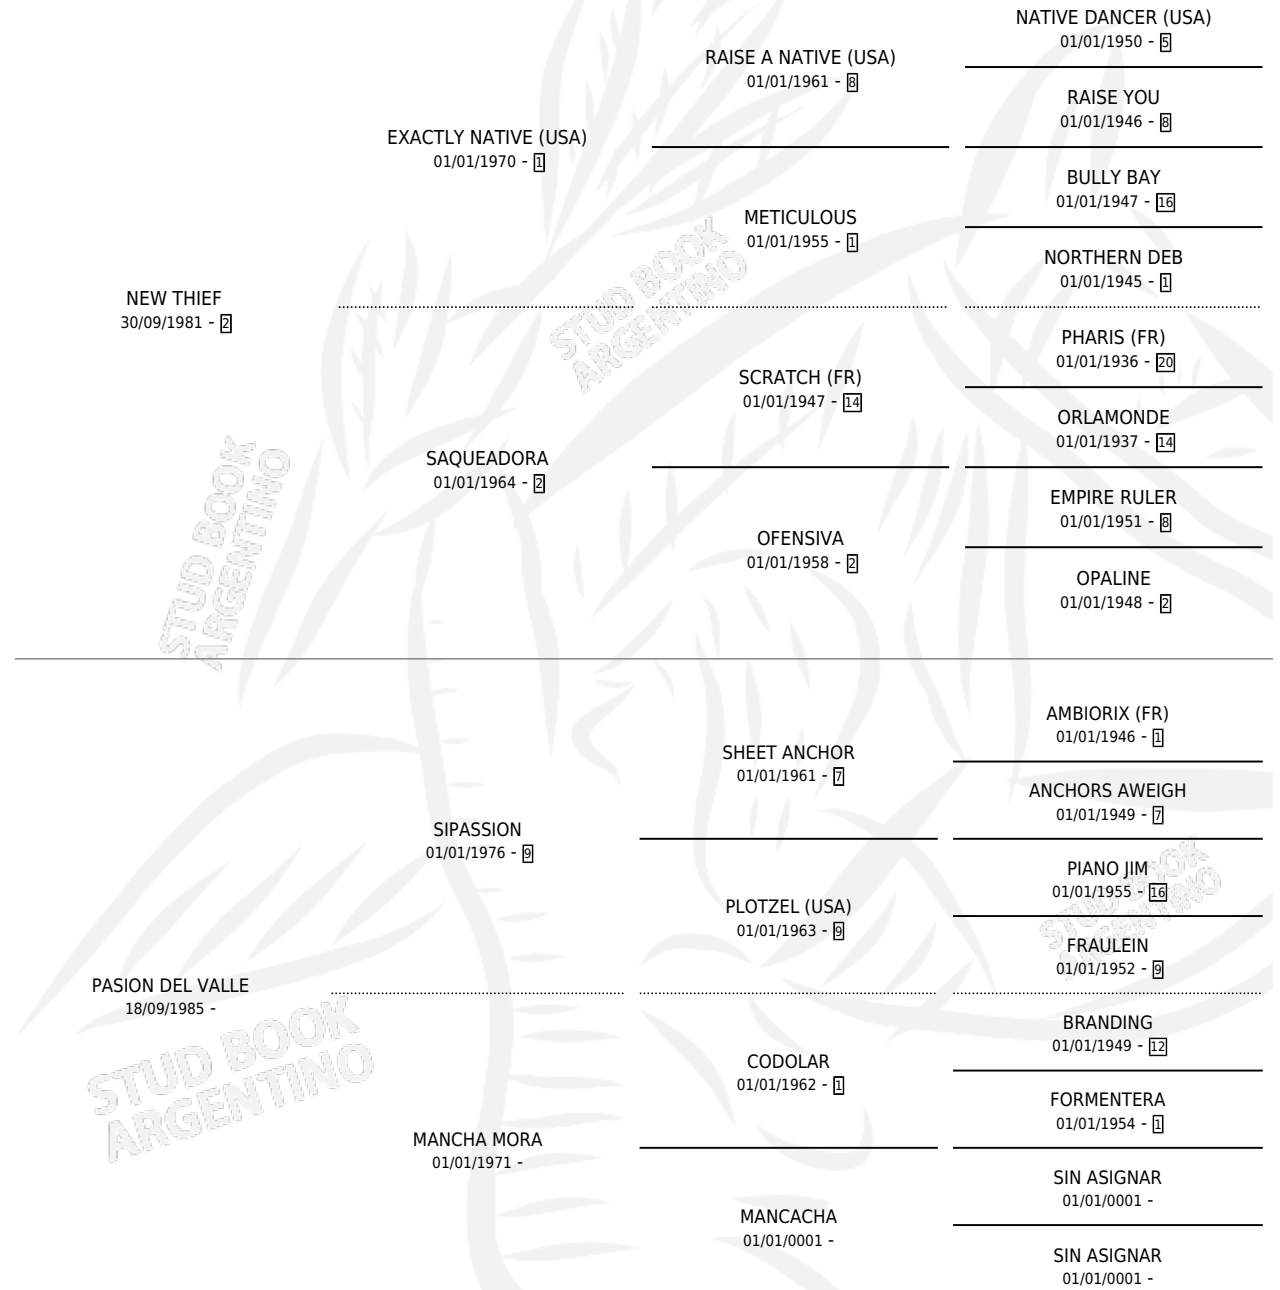 NATIVE DANCER (USA)
01/01/1950 - 5
RAISE A NATIVE (USA)
01/01/1961 - 8
RAISE YOU
01/01/1946 - 8
EXACTLY NATIVE (USA)
01/01/1970 - 1
BULLY BAY
01/01/1947 - 16
METICULOUS
01/01/1955 - 1
NORTHERN DEB
01/01/1945 - 1
NEW THIEF
30/09/1981 - 2
PHARIS (FR)
01/01/1936 - 20
SCRATCH (FR)
01/01/1947 - 14
ORLAMONDE
01/01/1937 - 14
SAQUEADORA
01/01/1964 - 2
EMPIRE RULER
01/01/1951 - 8
OFENSIVA
01/01/1958 - 2
OPALINE
01/01/1948 - 2
AMBIORIX (FR)
01/01/1946 - 1
SHEET ANCHOR
01/01/1961 - 7
ANCHORS AWEIGH
01/01/1949 - 7
SIPASSION
01/01/1976 - 9
PIANO JIM
01/01/1955 - 16
PLOTZEL (USA)
01/01/1963 - 9
FRAULEIN
01/01/1952 - 9
PASION DEL VALLE
18/09/1985 -
BRANDING
01/01/1949 - 12
CODOLAR
01/01/1962 - 1
FORMENTERA
01/01/1954 - 1
MANCHA MORA
01/01/1971 -
SIN ASIGNAR
01/01/0001 -
MANCACHA
01/01/0001 -
SIN ASIGNAR
01/01/0001 -
STUD BOOK
ARGENTINO
STUD BOOK
ARGENTINO
STUD BOOK
ARGENTINO
STUD BOOK
ARGENTINO